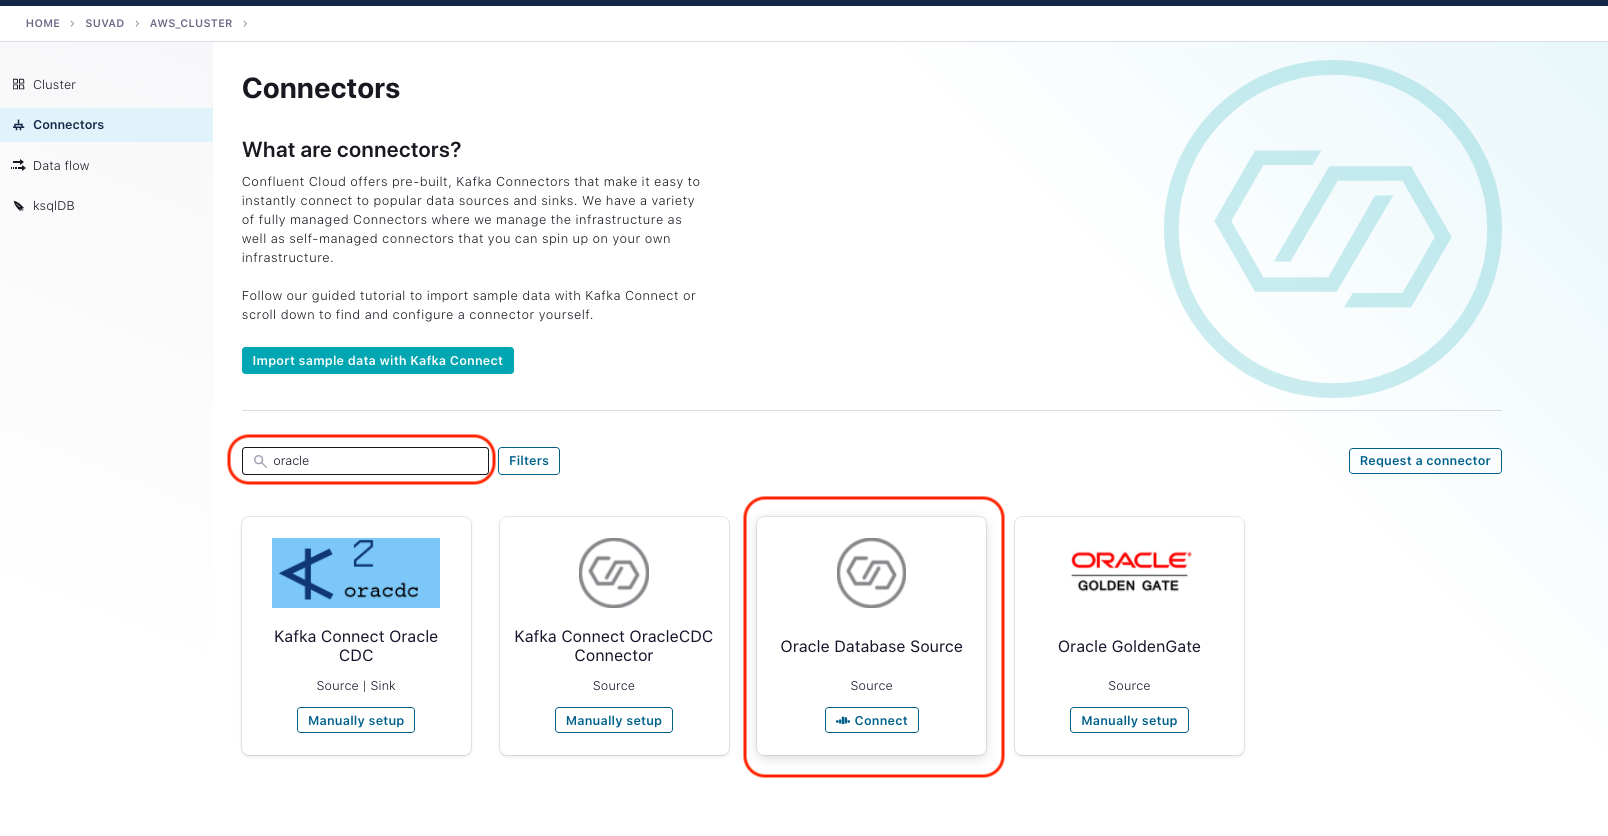 HOME > SUVAD > AWS_CLUSTER >
Cluster
Connectors
Data flow
ksqlDB
Connectors
What are connectors?
Confluent Cloud offers pre-built, Kafka Connectors that make it easy to
instantly connect to popular data sources and sinks. We have a variety
of fully managed Connectors where we manage the infrastructure as
well as self-managed connectors that you can spin up on your own
infrastructure.
Follow our guided tutorial to import sample data with Kafka Connect or
scroll down to find and configure a connector yourself.
Import sample data with Kafka Connect
oracle
Filters
Request a connector
A2 oracdc
Kafka Connect Oracle
CDC
Source | Sink
Manually setup
Kafka Connect OracleCDC
Connector
Source
Manually setup
Oracle Database Source
Source
Connect
ORACLE®
GOLDEN GATE
Oracle GoldenGate
Source
Manually setup